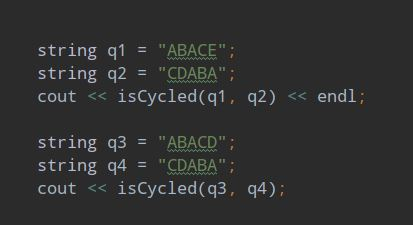 string q1 = "ABACE";
string q2 = "CDABA";
cout << isCycled(q1, q2) << endl;
string q3 = "ABACD";
string q4 = "CDABA";
cout << isCycled(q3, q4);